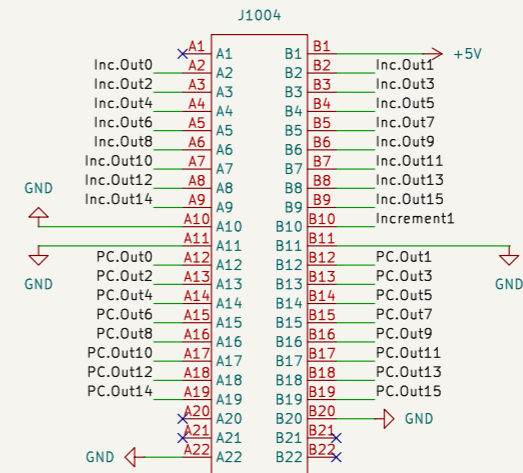 J1004
A1 A1 B1 B1 +5V
Inc.Out0 A2 A2 B2 B2 Inc.Out1
Inc.Out2 A3 A3 B3 B3 Inc.Out3
Inc.Out4 A4 A4 B4 B4 Inc.Out5
Inc.Out6 A5 A5 B5 B5 Inc.Out7
Inc.Out8 A6 A6 B6 B6 Inc.Out9
Inc.Out10 A7 A7 B7 B7 Inc.Out11
Inc.Out12 A8 A8 B8 B8 Inc.Out13
Inc.Out14 A9 A9 B9 B9 Inc.Out15
GND A10 A10 B10 B10 Increment1
GND A11 A11 B11 B11 GND
PC.Out0 A12 A12 B12 B12 PC.Out1
PC.Out2 A13 A13 B13 B13 PC.Out3
PC.Out4 A14 A14 B14 B14 PC.Out5
PC.Out6 A15 A15 B15 B15 PC.Out7
PC.Out8 A16 A16 B16 B16 PC.Out9
PC.Out10 A17 A17 B17 B17 PC.Out11
PC.Out12 A18 A18 B18 B18 PC.Out13
PC.Out14 A19 A19 B19 B19 PC.Out15
A20 A20 B20 B20 GND
A21 A21 B21 B21
GND A22 A22 B22 B22